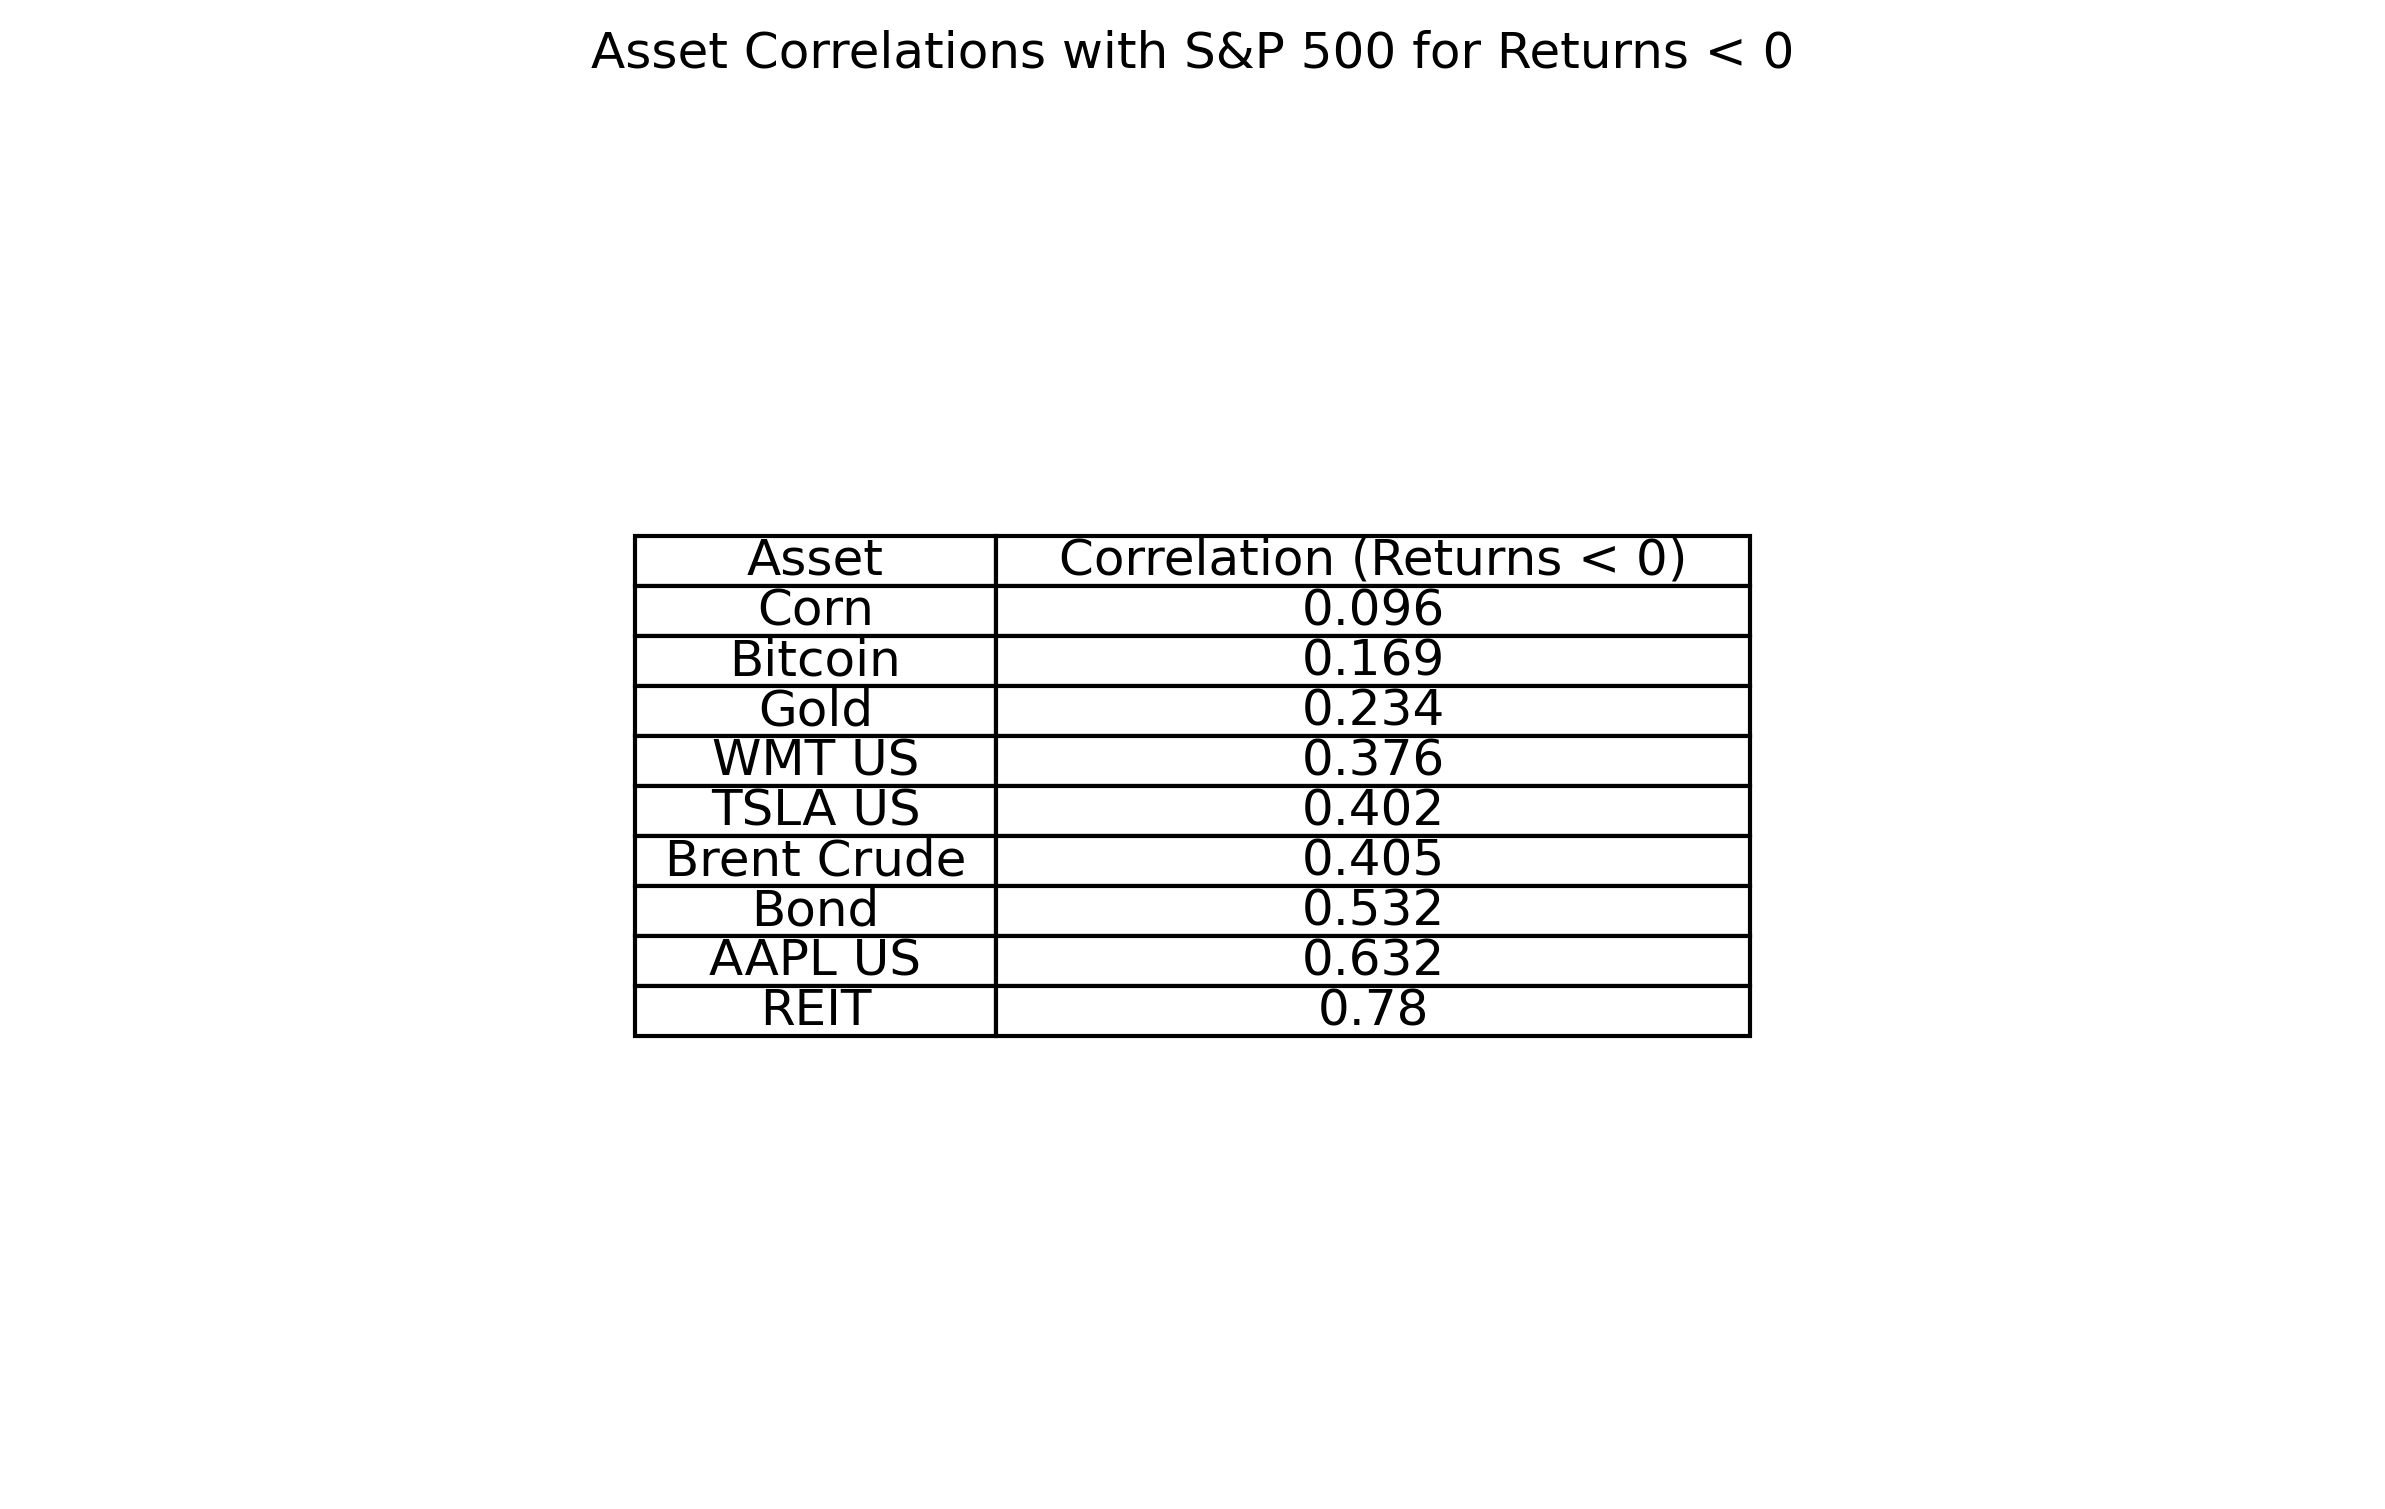 Asset Correlations with S&P 500 for Returns < 0
Asset Correlation (Returns < 0)
Corn 0.096
Bitcoin 0.169
Gold 0.234
WMT US 0.376
TSLA US 0.402
Brent Crude 0.405
Bond 0.532
AAPL US 0.632
REIT 0.78